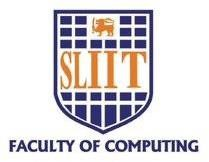 SLIIT
FACULTY OF COMPUTING